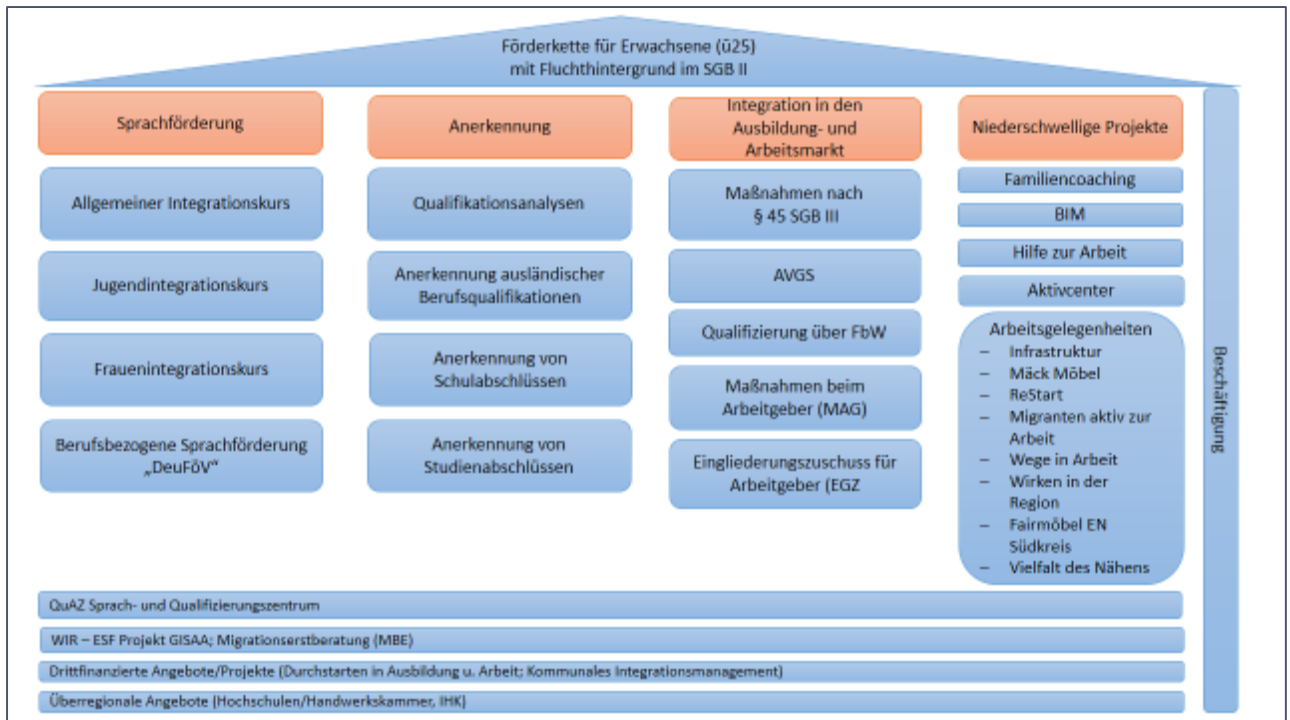 Förderkette für Erwachsene (ü25)
mit Fluchthintergrund im SGB II
Sprachförderung
Allgemeiner Integrationskurs
Jugendintegrationskurs
Frauenintegrationskurs
Berufsbezogene Sprachförderung
„DeuFöV“
Anerkennung
Qualifikationsanalysen
Anerkennung ausländischer
Berufsqualifikationen
Anerkennung von
Schulabschlüssen
Anerkennung von
Studienabschlüssen
Integration in den
Ausbildung- und
Arbeitsmarkt
Maßnahmen nach
§ 45 SGB III
AVGS
Qualifizierung über FbW
Maßnahmen beim
Arbeitgeber (MAG)
Eingliederungszuschuss für
Arbeitgeber (EGZ
Niederschwellige Projekte
Familiencoaching
BIM
Hilfe zur Arbeit
Aktivcenter
Arbeitsgelegenheiten
– Infrastruktur
– Mäck Möbel
– ReStart
– Migranten aktiv zur
Arbeit
– Wege in Arbeit
– Wirken in der
Region
– Fairmöbel EN
Südkreis
– Vielfalt des Nähens
Beschäftigung
QuAZ Sprach- und Qualifizierungszentrum
WIR – ESF Projekt GISAA; Migrationserstberatung (MBE)
Drittfinanzierte Angebote/Projekte (Durchstarten in Ausbildung u. Arbeit; Kommunales Integrationsmanagement)
Überregionale Angebote (Hochschulen/Handwerkskammer, IHK)